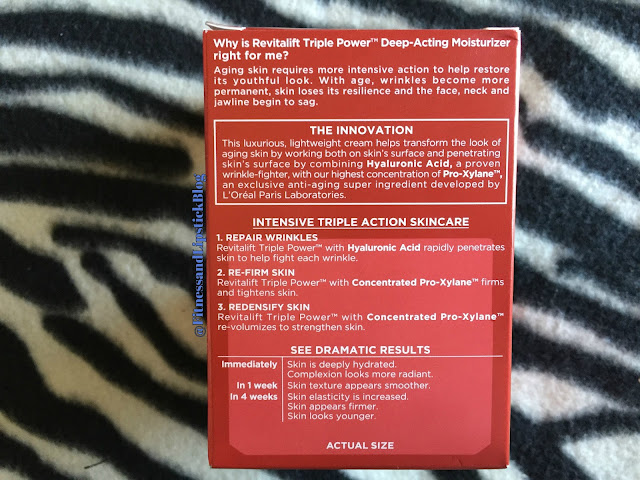 Why is Revitalift Triple Power™ Deep-Acting Moisturizer
right for me?
Aging skin requires more intensive action to help restore
its youthful look. With age, wrinkles become more
permanent, skin loses its resilience and the face, neck and
jawline begin to sag.
THE INNOVATION
This luxurious, lightweight cream helps transform the look of
aging skin by working both on skin's surface and penetrating
skin's surface by combining Hyaluronic Acid, a proven
wrinkle-fighter, with our highest concentration of Pro-Xylane™,
an exclusive anti-aging super ingredient developed by
L'Oréal Paris Laboratories.
INTENSIVE TRIPLE ACTION SKINCARE
1. REPAIR WRINKLES
Revitalift Triple Power™ with Hyaluronic Acid rapidly penetrates
skin to help fight each wrinkle.
2. RE-FIRM SKIN
Revitalift Triple Power™ with Concentrated Pro-Xylane™ firms
and tightens skin.
3. REDENSIFY SKIN
Revitalift Triple Power™ with Concentrated Pro-Xylane™
re-volumizes to strengthen skin.
SEE DRAMATIC RESULTS
Immediately Skin is deeply hydrated.
Complexion looks more radiant.
In 1 week Skin texture appears smoother.
In 4 weeks Skin elasticity is increased.
Skin appears firmer.
Skin looks younger.
ACTUAL SIZE
@FitnessandLipstickBlog